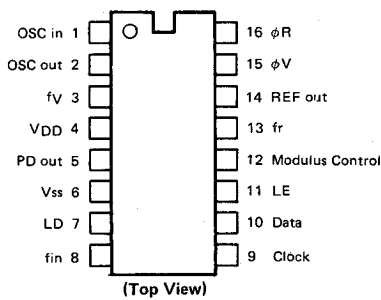 OSC in 1
16 φR
OSC out 2
15 φV
fV 3
14 REF out
VDD 4
13 fr
PD out 5
12 Modulus Control
Vss 6
11 LE
LD 7
10 Data
fin 8
9 Clock
(Top View)